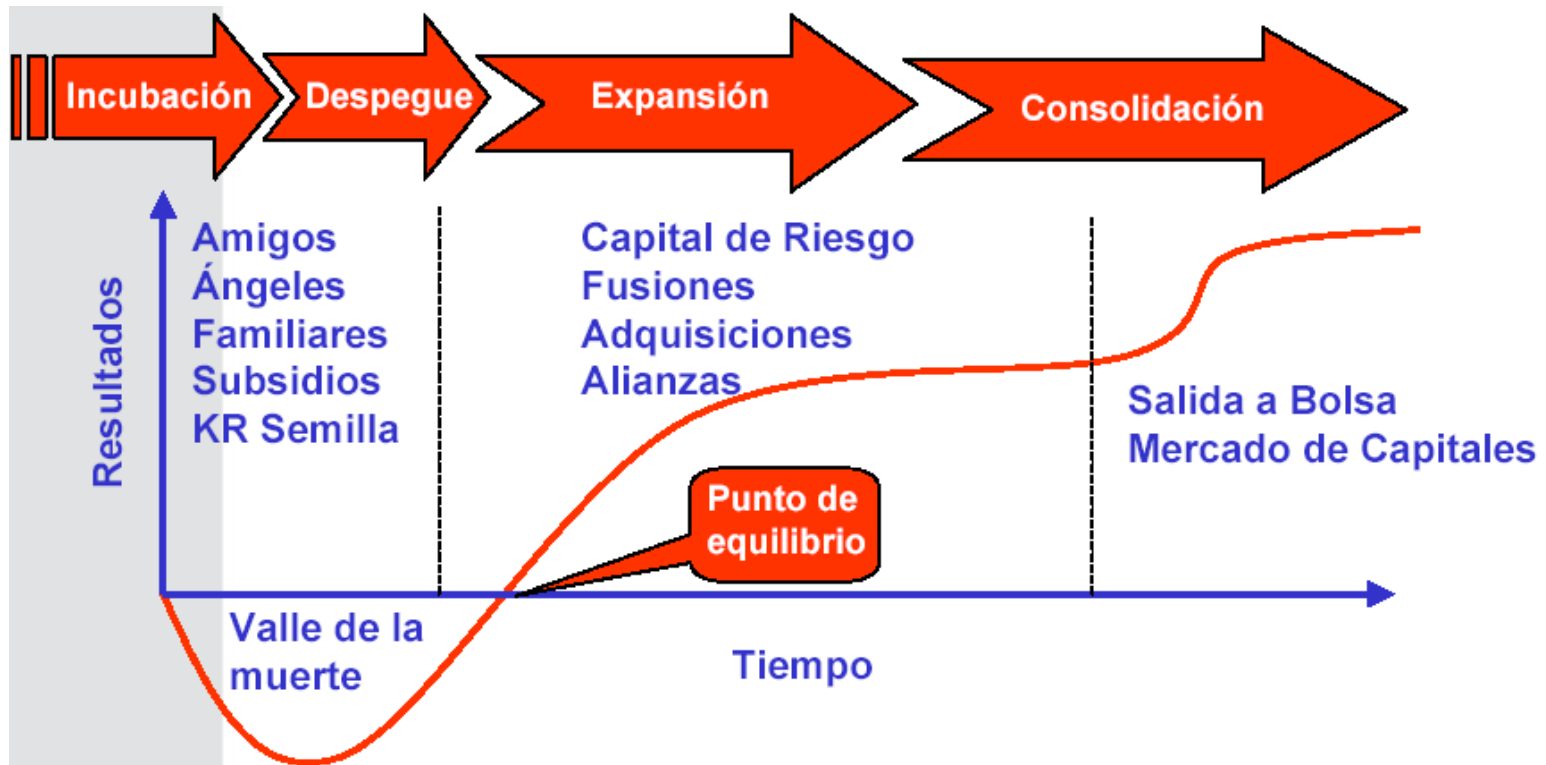 Incubación
Despegue
Expansión
Consolidación
Resultados
Amigos
Ángeles
Familiares
Subsidios
KR Semilla
Capital de Riesgo
Fusiones
Adquisiciones
Alianzas
Salida a Bolsa
Mercado de Capitales
Punto de
equilibrio
Valle de la
muerte
Tiempo